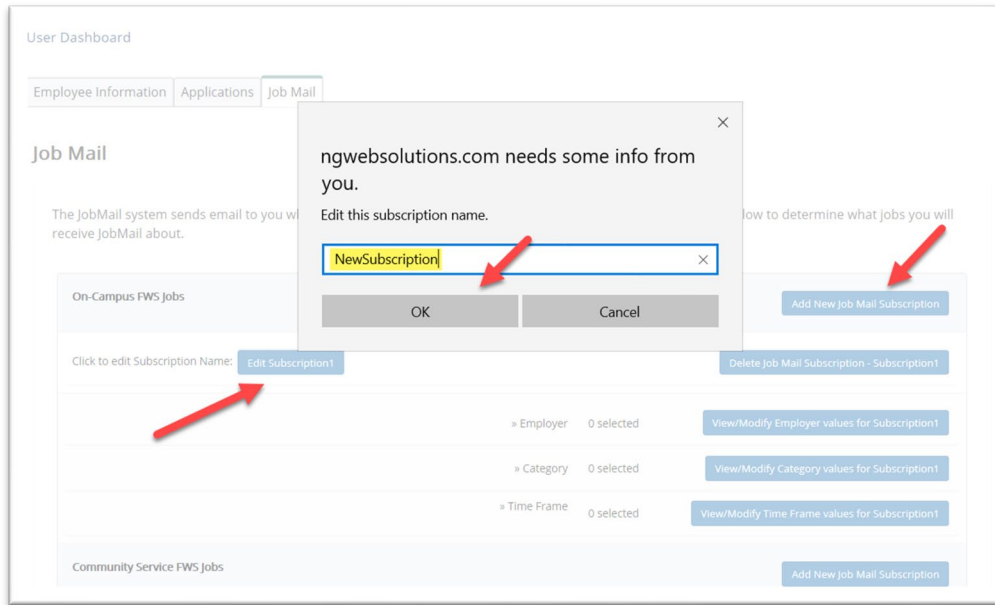 User Dashboard
Employee Information Applications Job Mail
Job Mail
ngwebsolutions.com needs some info from
you.
Edit this subscription name.
NewSubscription
OK Cancel
The JobMail system sends email to you low to determine what jobs you will
receive JobMail about.
On-Campus FWS Jobs Add New Job Mail Subscription
Click to edit Subscription Name: Edit Subscription1 Delete Job Mail Subscription - Subscription1
» Employer 0 selected View/Modify Employer values for Subscription1
» Category 0 selected View/Modify Category values for Subscription1
» Time Frame 0 selected View/Modify Time Frame values for Subscription1
Community Service FWS Jobs Add New Job Mail Subscription